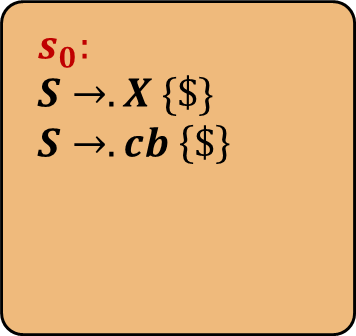 s₀:
S →. X {$}
S →. cb {$}